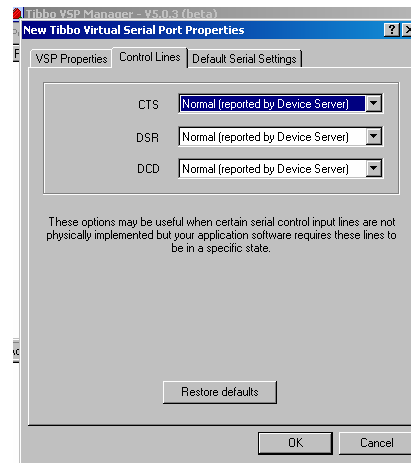 Tibbo VSP Manager - V5.0.3 (beta)
New Tibbo Virtual Serial Port Properties
VSP Properties
Control Lines
Default Serial Settings
CTS
Normal (reported by Device Server)
DSR
Normal (reported by Device Server)
DCD
Normal (reported by Device Server)
These options may be useful when certain serial control input lines are not
physically implemented but your application software requires these lines to
be in a specific state.
Restore defaults
OK
Cancel